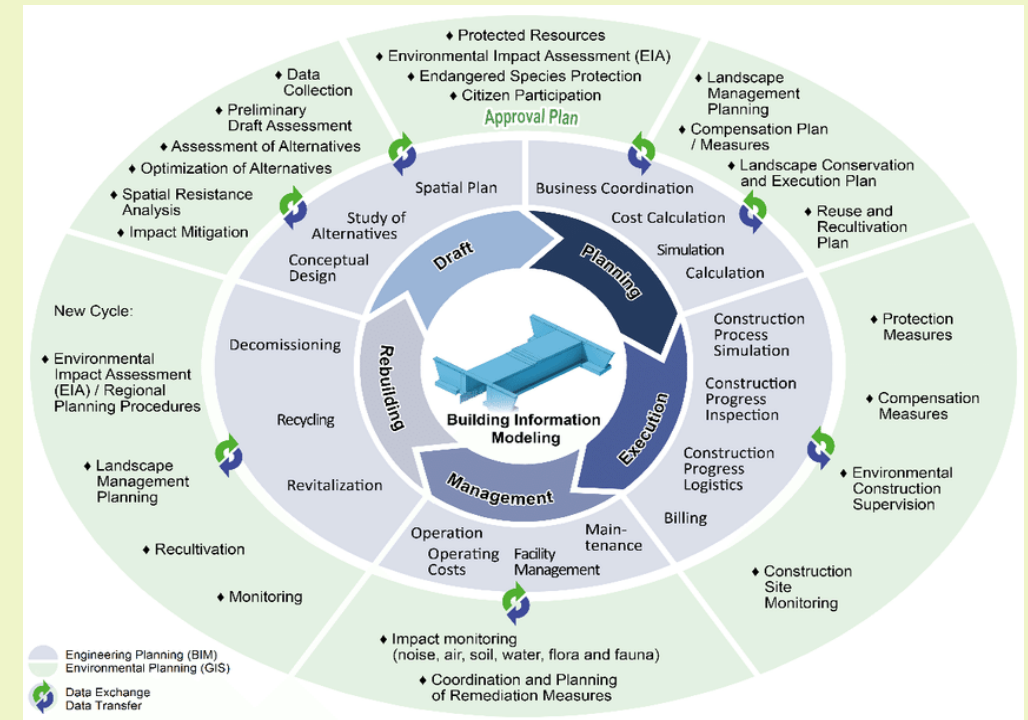 ♦ Protected Resources
♦ Environmental Impact Assessment (EIA)
♦ Endangered Species Protection
♦ Citizen Participation
Approval Plan
♦ Data
Collection
♦ Preliminary
Draft Assessment
♦ Assessment of Alternatives
♦ Optimization of Alternatives
♦ Spatial Resistance
Analysis
♦ Impact Mitigation
♦ Landscape
Management
Planning
♦ Compensation Plan
/ Measures
♦ Landscape Conservation
and Execution Plan
♦ Reuse and
Recultivation
Plan
Spatial Plan
Study of
Alternatives
Conceptual
Design
Business Coordination
Cost Calculation
Simulation
Calculation
Draft
Planning
Execution
Management
Rebuilding
Building Information
Modeling
New Cycle:
♦ Environmental
Impact Assessment
(EIA) / Regional
Planning Procedures
♦ Landscape
Management
Planning
♦ Recultivation
♦ Monitoring
Decomissioning
Recycling
Revitalization
Construction
Process
Simulation
Construction
Progress
Inspection
Construction
Progress
Logistics
Billing
♦ Protection
Measures
♦ Compensation
Measures
♦ Environmental
Construction
Supervision
♦ Construction
Site
Monitoring
Operation
Operating
Costs
Facility
Management
Main-
tenance
♦ Impact monitoring
(noise, air, soil, water, flora and fauna)
♦ Coordination and Planning
of Remediation Measures
Engineering Planning (BIM)
Environmental Planning (GIS)
Data Exchange
Data Transfer